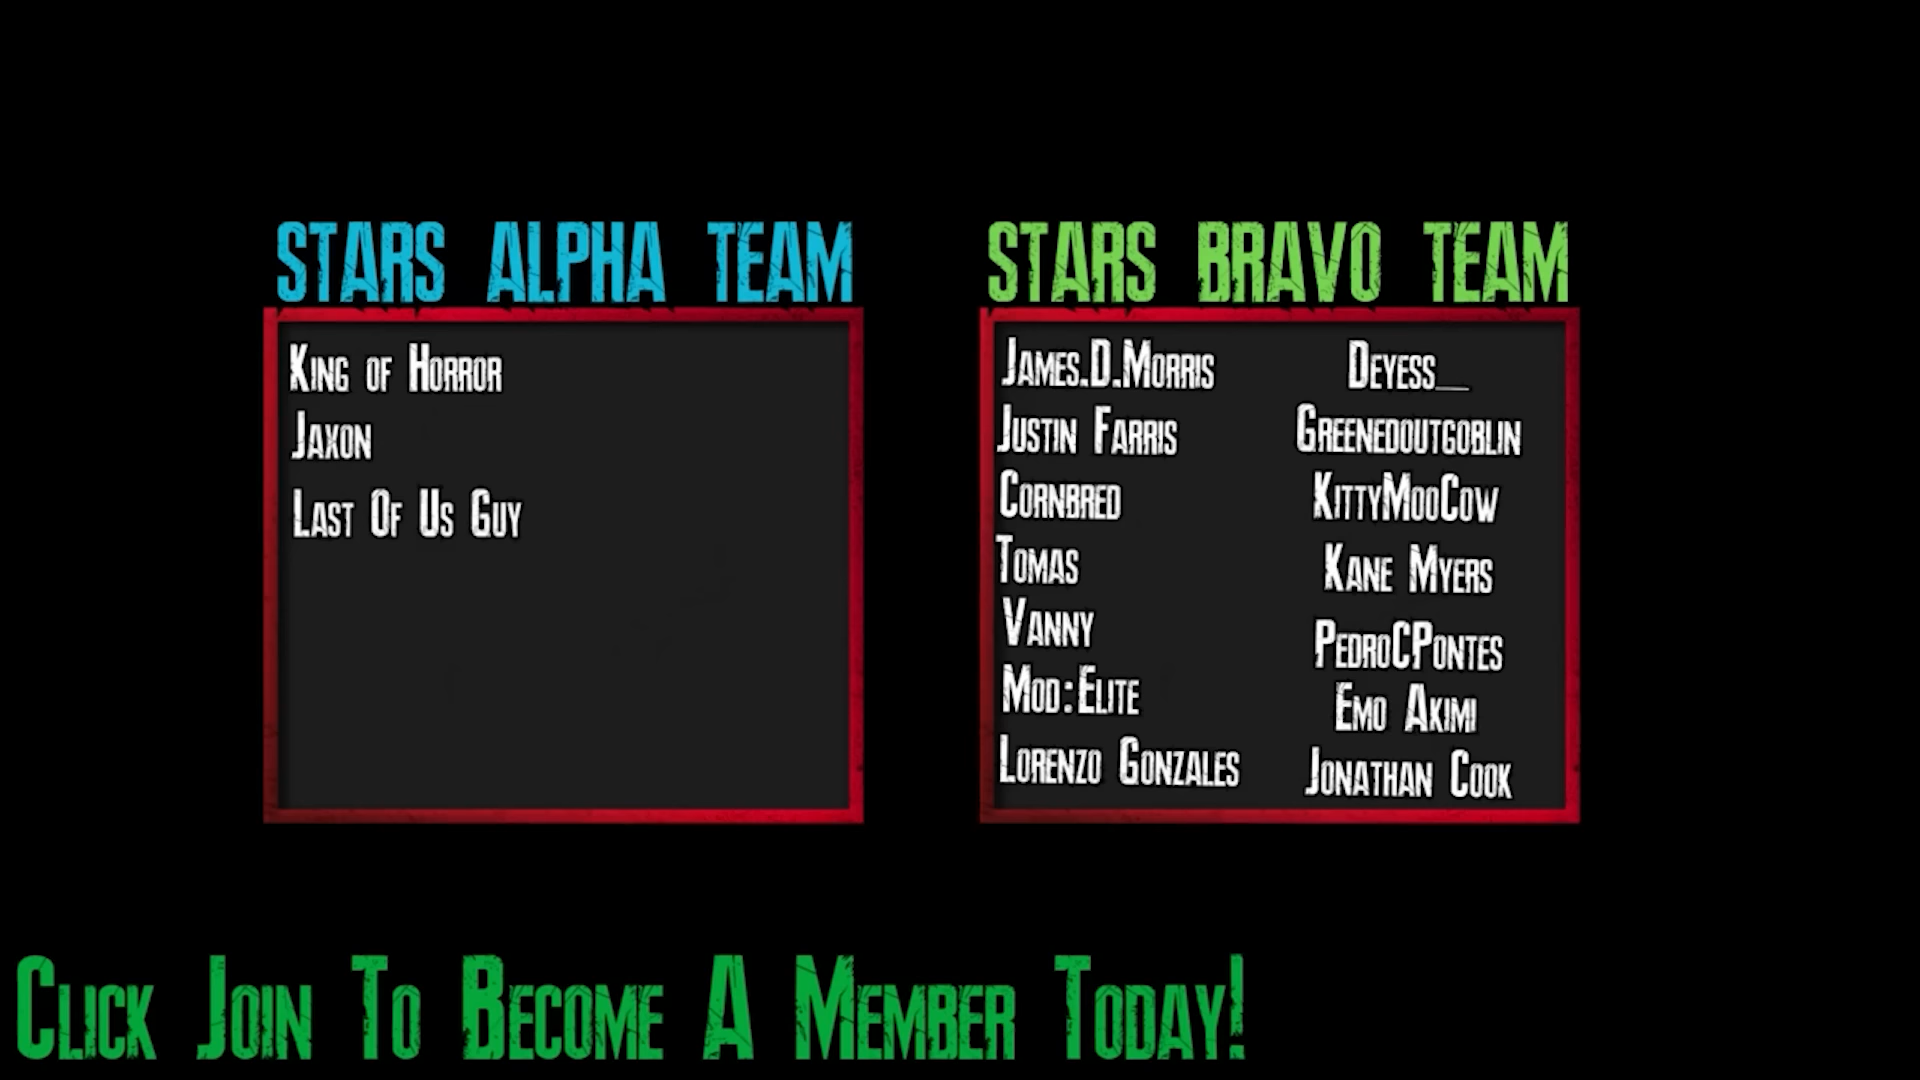 STARS ALPHA TEAM
King of Horror
Jaxon
Last Of Us Guy
STARS BRAVO TEAM
James.D.Morris
Justin Farris
Cornbred
Tomas
Vanny
Mod:Elite
Lorenzo Gonzales
Deyess__
Greenedoutgoblin
KittyMooCow
Kane Myers
PedroCPontes
Emo Akimi
Jonathan Cook
Click Join To Become A Member Today!